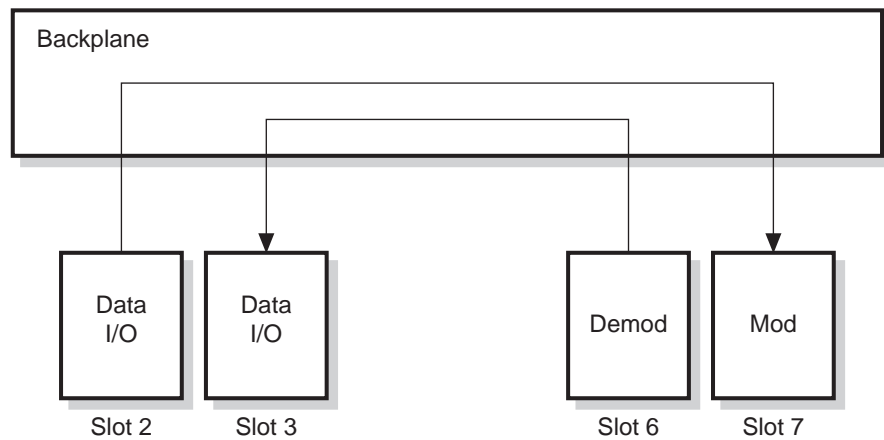 Backplane
Data
I/O
Data
I/O
Demod
Mod
Slot 2
Slot 3
Slot 6
Slot 7